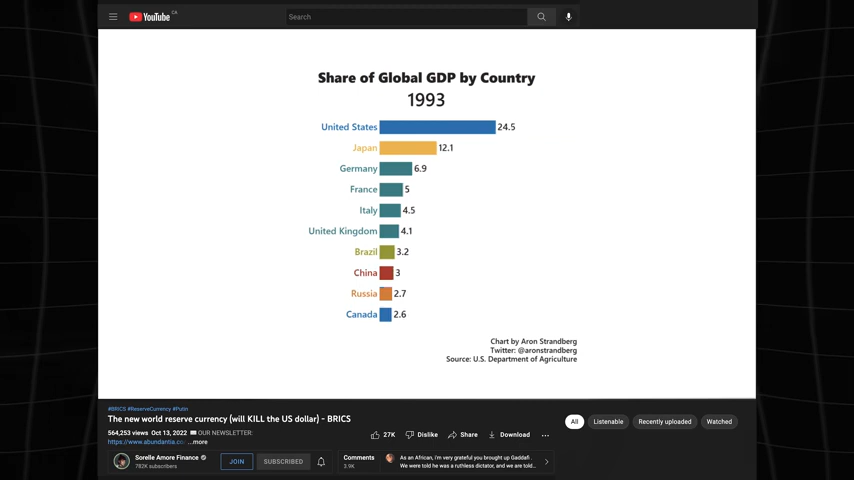 YouTube CA
Search
Share of Global GDP by Country
1993
United States 24.5
Japan 12.1
Germany 6.9
France 5
Italy 4.5
United Kingdom 4.1
Brazil 3.2
China 3
Russia 2.7
Canada 2.6
Chart by Aron Strandberg
Twitter: @aronstrandberg
Source: U.S. Department of Agriculture
#BRICS #ReserveCurrency #Putin
The new world reserve currency (will KILL the US dollar) - BRICS
564,253 views Oct 13, 2022 OUR NEWSLETTER:
https://www.abundantia.co ...more
27K Dislike Share Download ...
All Listenable Recently uploaded Watched
Sorelle Amore Finance
782K subscribers
JOIN SUBSCRIBED
Comments
3.9K
As an African, I'm very grateful you brought up Gaddafi .
We were told he was a ruthless dictator, and we are told...